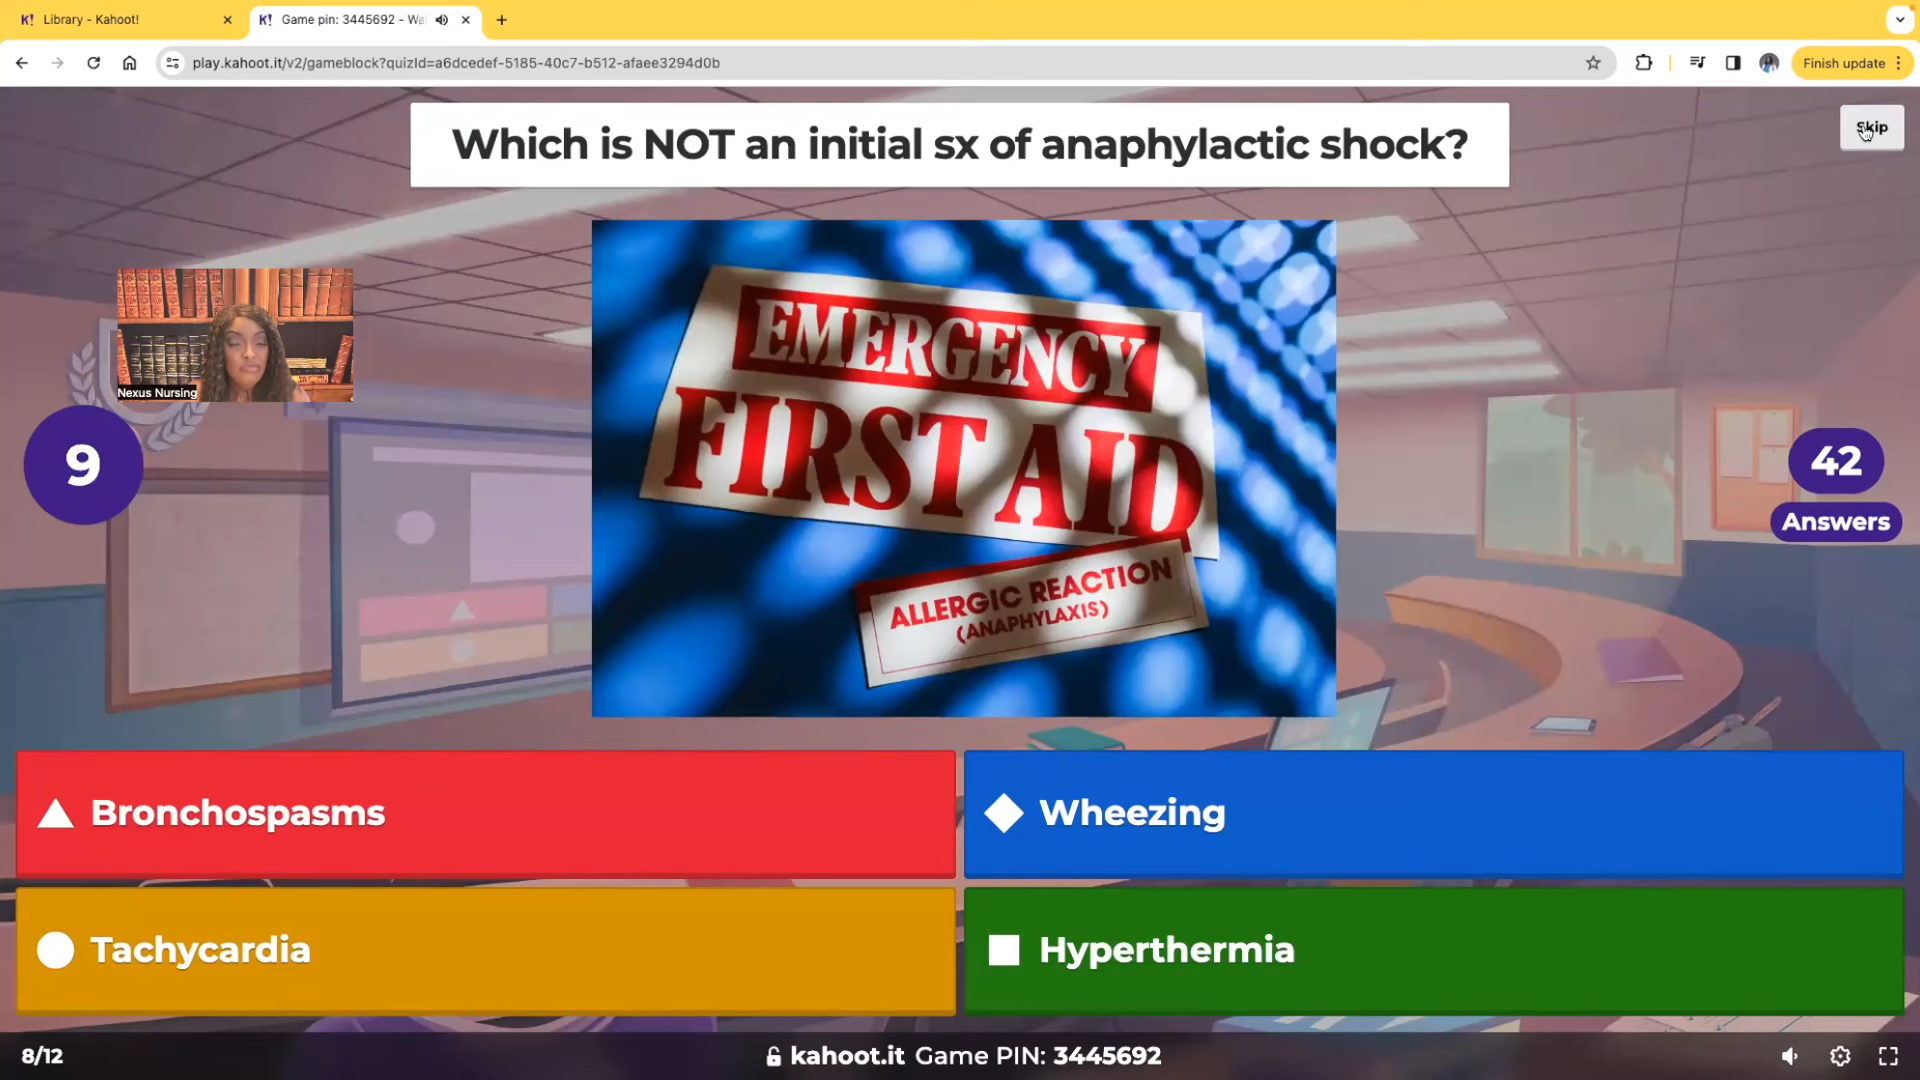 Library - Kahoot!
Game pin: 3445692 - Wa
play.kahoot.it/v2/gameblock?quizId=a6dcedef-5185-40c7-b512-afaee3294d0b
Finish update
Which is NOT an initial sx of anaphylactic shock?
Skip
EMERGENCY
FIRST AID
ALLERGIC REACTION
(ANAPHYLAXIS)
Nexus Nursing
9
42
Answers
Bronchospasms
Wheezing
Tachycardia
Hyperthermia
8/12
kahoot.it Game PIN: 3445692